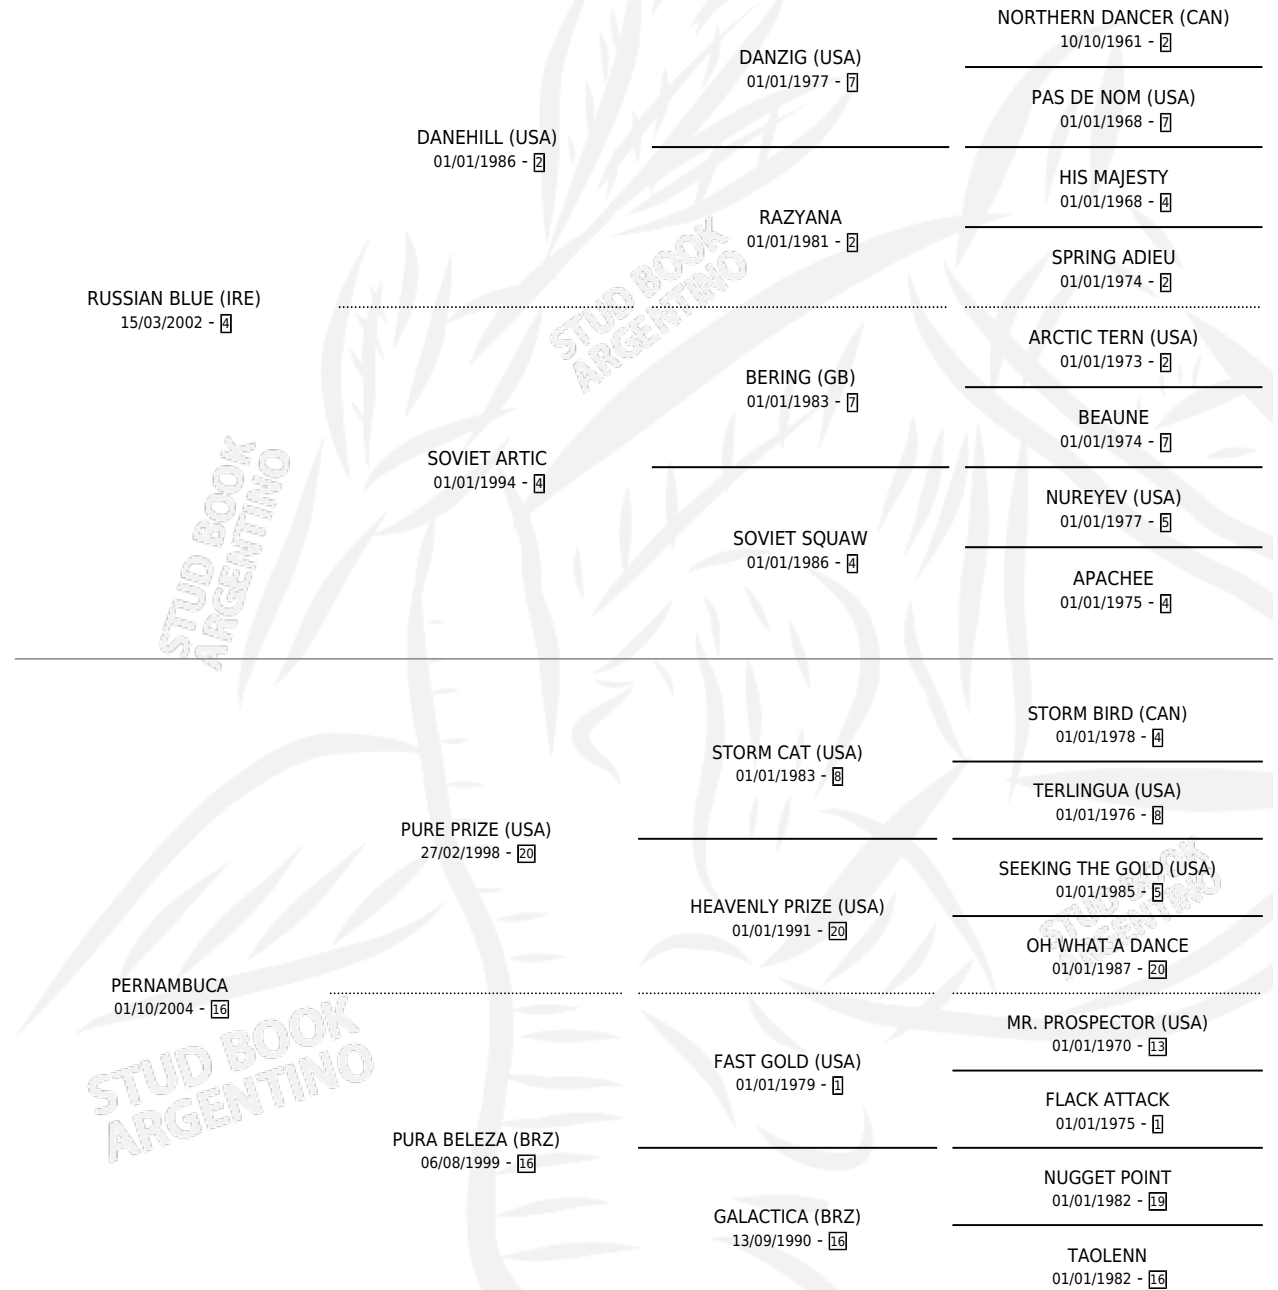 NORTHERN DANCER (CAN)
10/10/1961 - 2
DANZIG (USA)
01/01/1977 - 7
PAS DE NOM (USA)
01/01/1968 - 7
DANEHILL (USA)
01/01/1986 - 2
HIS MAJESTY
01/01/1968 - 4
RAZYANA
01/01/1981 - 2
SPRING ADIEU
01/01/1974 - 2
RUSSIAN BLUE (IRE)
15/03/2002 - 4
STUD BOOK
ARGENTINO
ARCTIC TERN (USA)
01/01/1973 - 2
BERING (GB)
01/01/1983 - 7
BEAUNE
01/01/1974 - 7
SOVIET ARTIC
01/01/1994 - 4
NUREYEV (USA)
01/01/1977 - 5
SOVIET SQUAW
01/01/1986 - 4
APACHEE
01/01/1975 - 4
STUD BOOK
ARGENTINO
STORM BIRD (CAN)
01/01/1978 - 4
STORM CAT (USA)
01/01/1983 - 8
TERLINGUA (USA)
01/01/1976 - 8
PURE PRIZE (USA)
27/02/1998 - 20
SEEKING THE GOLD (USA)
01/01/1985 - 5
HEAVENLY PRIZE (USA)
01/01/1991 - 20
STUD BOOK
ARGENTINO
OH WHAT A DANCE
01/01/1987 - 20
PERNAMBUCA
01/10/2004 - 16
MR. PROSPECTOR (USA)
01/01/1970 - 13
STUD BOOK
ARGENTINO
FAST GOLD (USA)
01/01/1979 - 1
FLACK ATTACK
01/01/1975 - 1
PURA BELEZA (BRZ)
06/08/1999 - 16
NUGGET POINT
01/01/1982 - 19
GALACTICA (BRZ)
13/09/1990 - 16
TAOLENN
01/01/1982 - 16